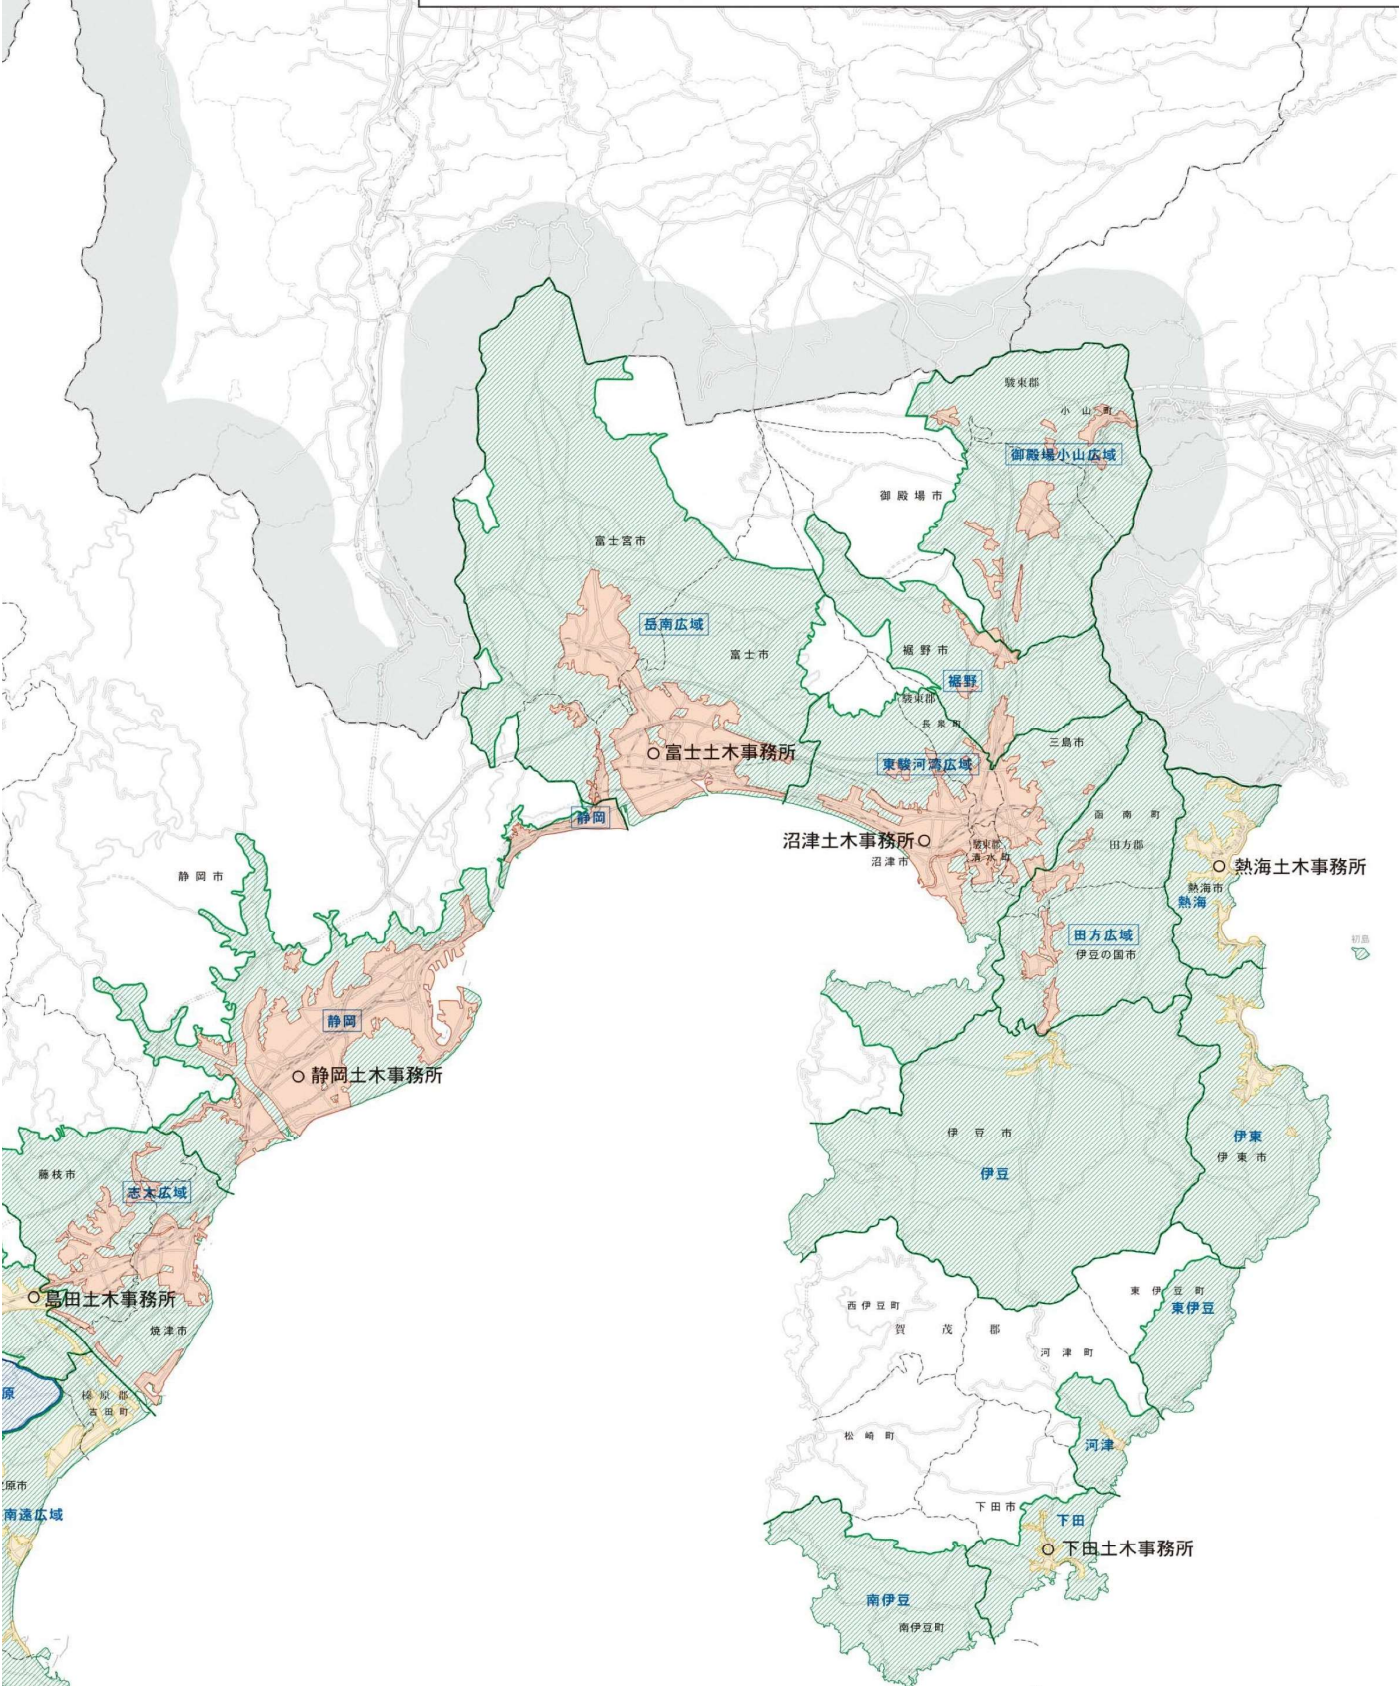 駿東郡
小山町
御殿場小山広域
御殿場市
富士宮市
岳南広域
富士市
裾野市
裾野
駿東郡
長泉町
三島市
富士土木事務所
東駿河湾広域
静岡
函南町
田方郡
沼津土木事務所
沼津市
駿東郡
清水町
熱海土木事務所
熱海市
熱海
静岡市
田方広域
伊豆の国市
初島
静岡
静岡土木事務所
伊豆市
伊豆
伊東
伊東市
藤枝市
志太広域
島田土木事務所
焼津市
西伊豆町
賀茂郡
東伊豆町
東伊豆
河津町
原
榛原郡
吉田町
松崎町
河津
原市
南遠広域
下田市
下田
下田土木事務所
南伊豆
南伊豆町